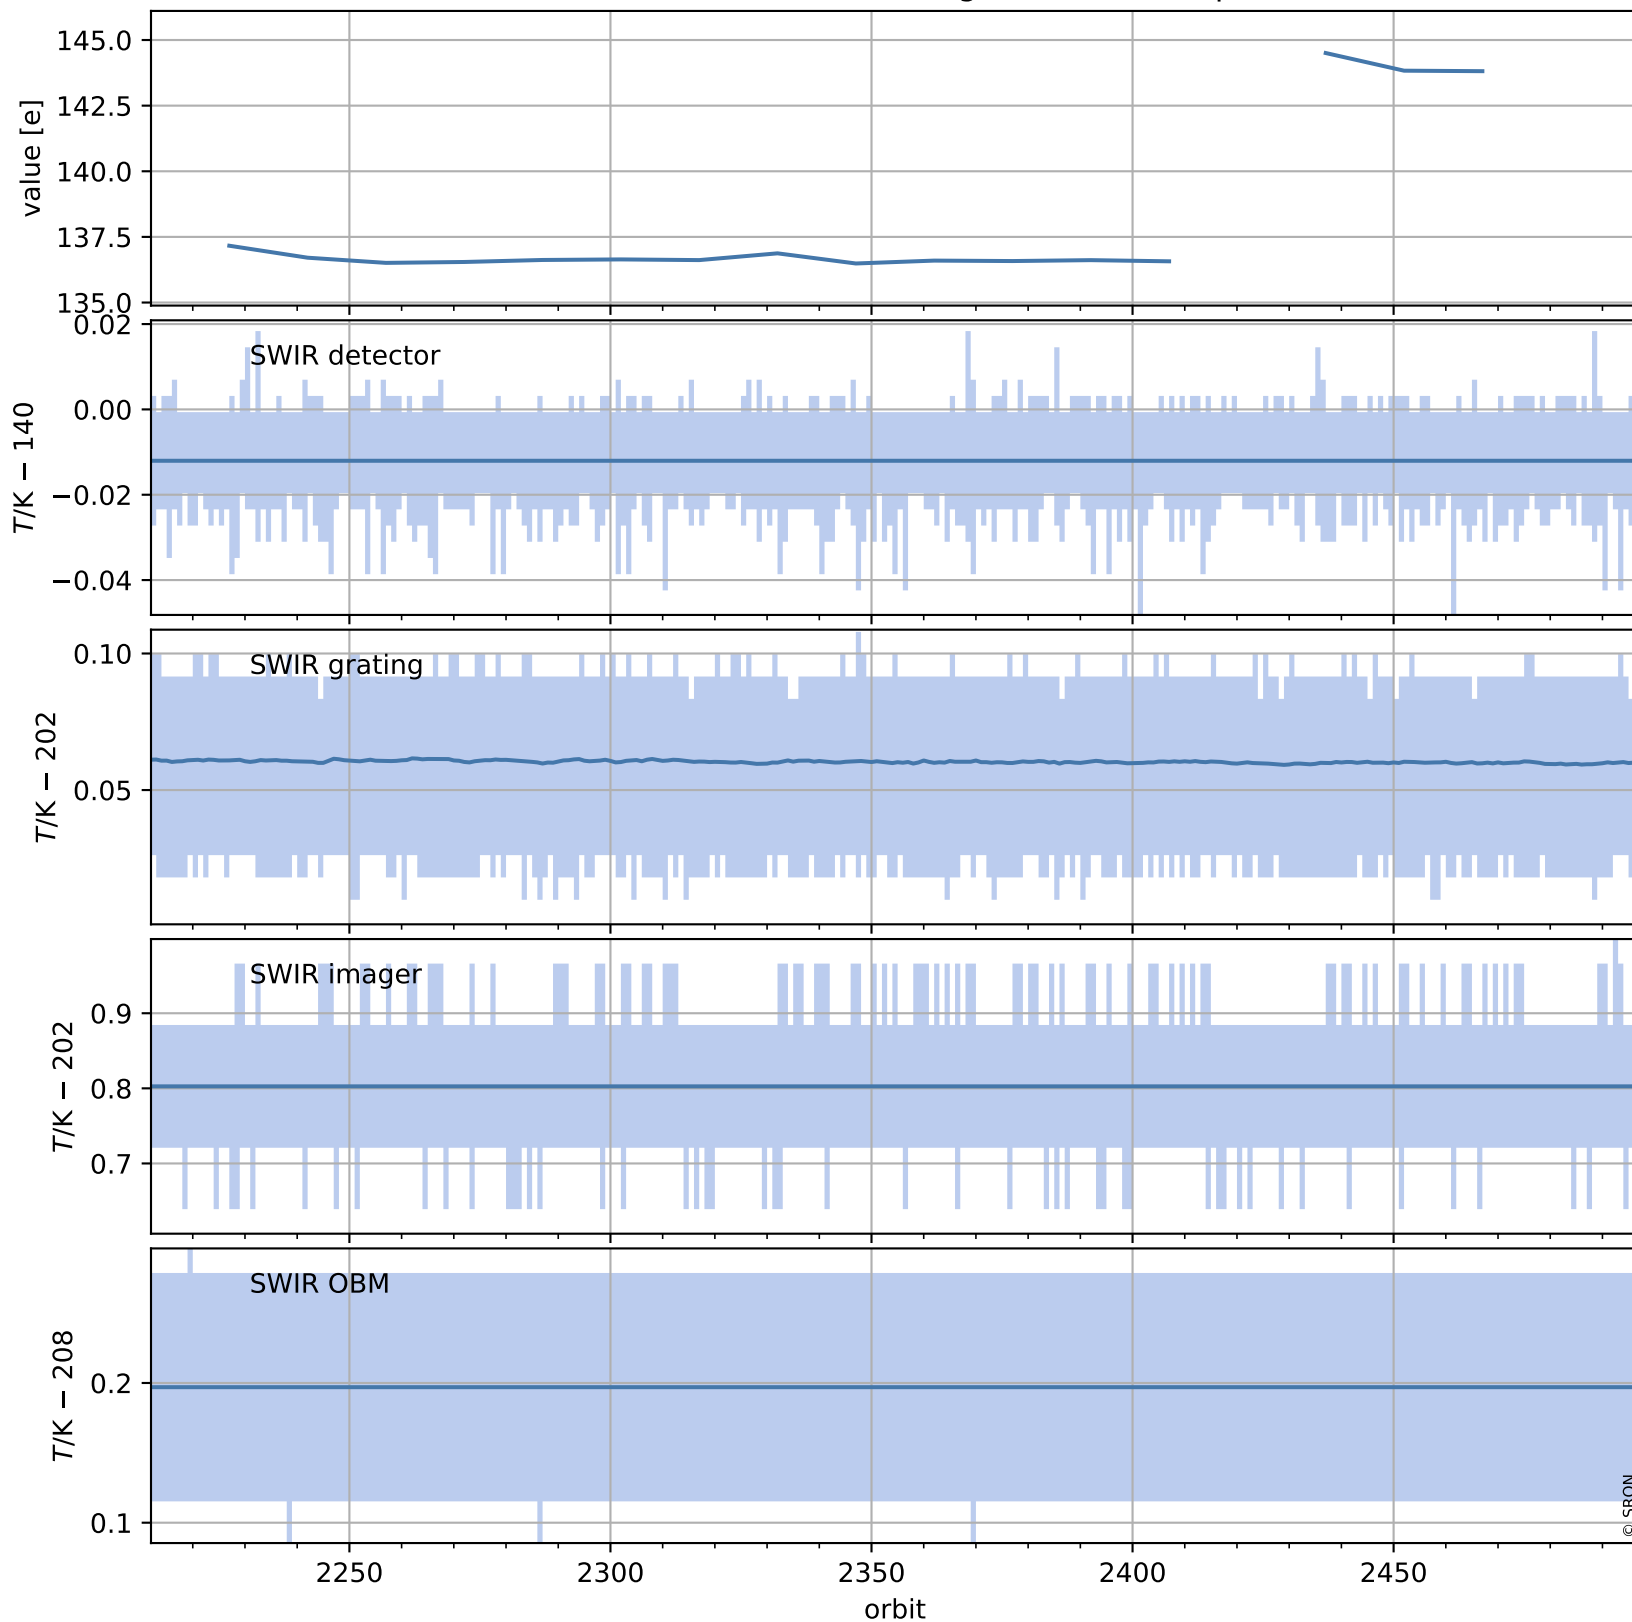 145.0
142.5
140.0
137.5
135.0
value [e]
0.02
0.00
−0.02
−0.04
T/K − 140
SWIR detector
0.10
0.05
T/K − 202
SWIR grating
0.9
0.8
0.7
T/K − 202
SWIR imager
0.2
0.1
T/K − 208
SWIR OBM
© SRON
2250 2300 2350 2400 2450
orbit